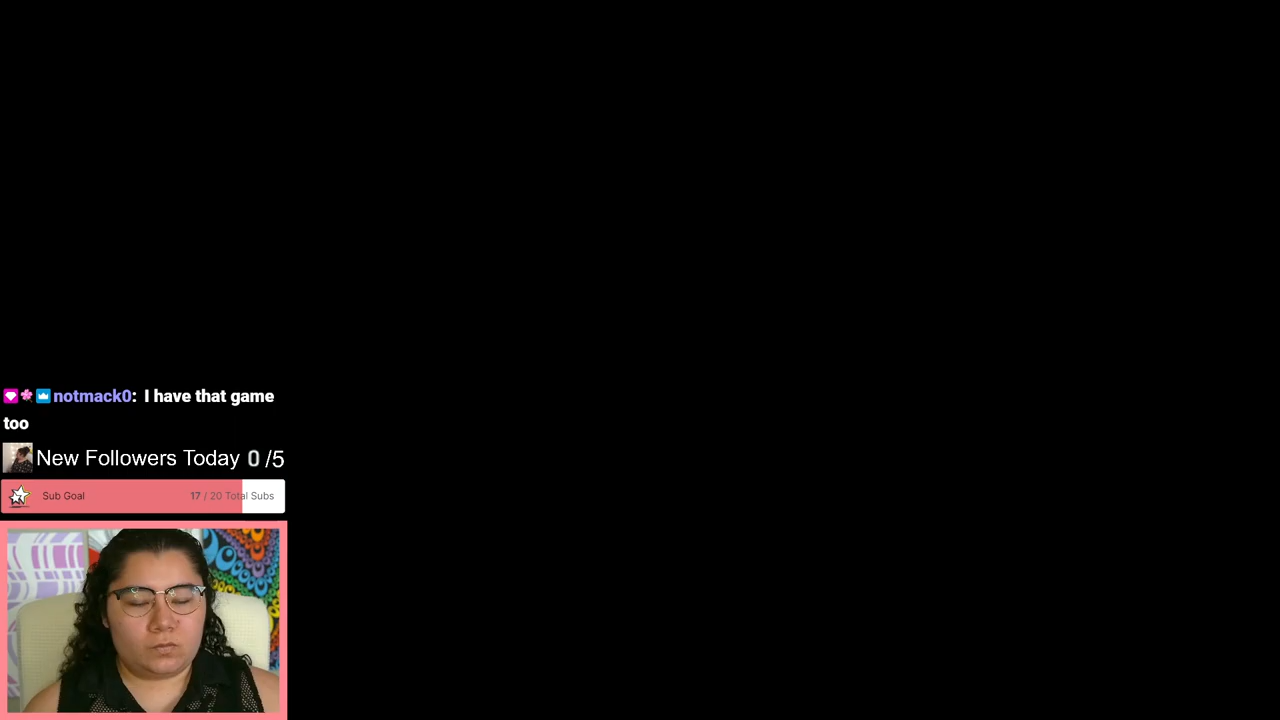 notmack0: I have that game
too
New Followers Today 0 /5
Sub Goal 17 / 20 Total Subs